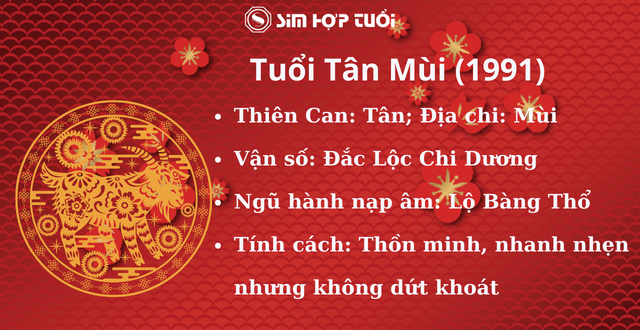 SIM HỢP TUỔI
Tuổi Tân Mùi (1991)
• Thiên Can: Tân; Địa chi: Mùi
• Vận số: Đắc Lộc Chi Dương
• Ngũ hành nạp âm: Lộ Bàng Thổ
• Tính cách: Thồn minh, nhanh nhẹn
nhưng không dứt khoát